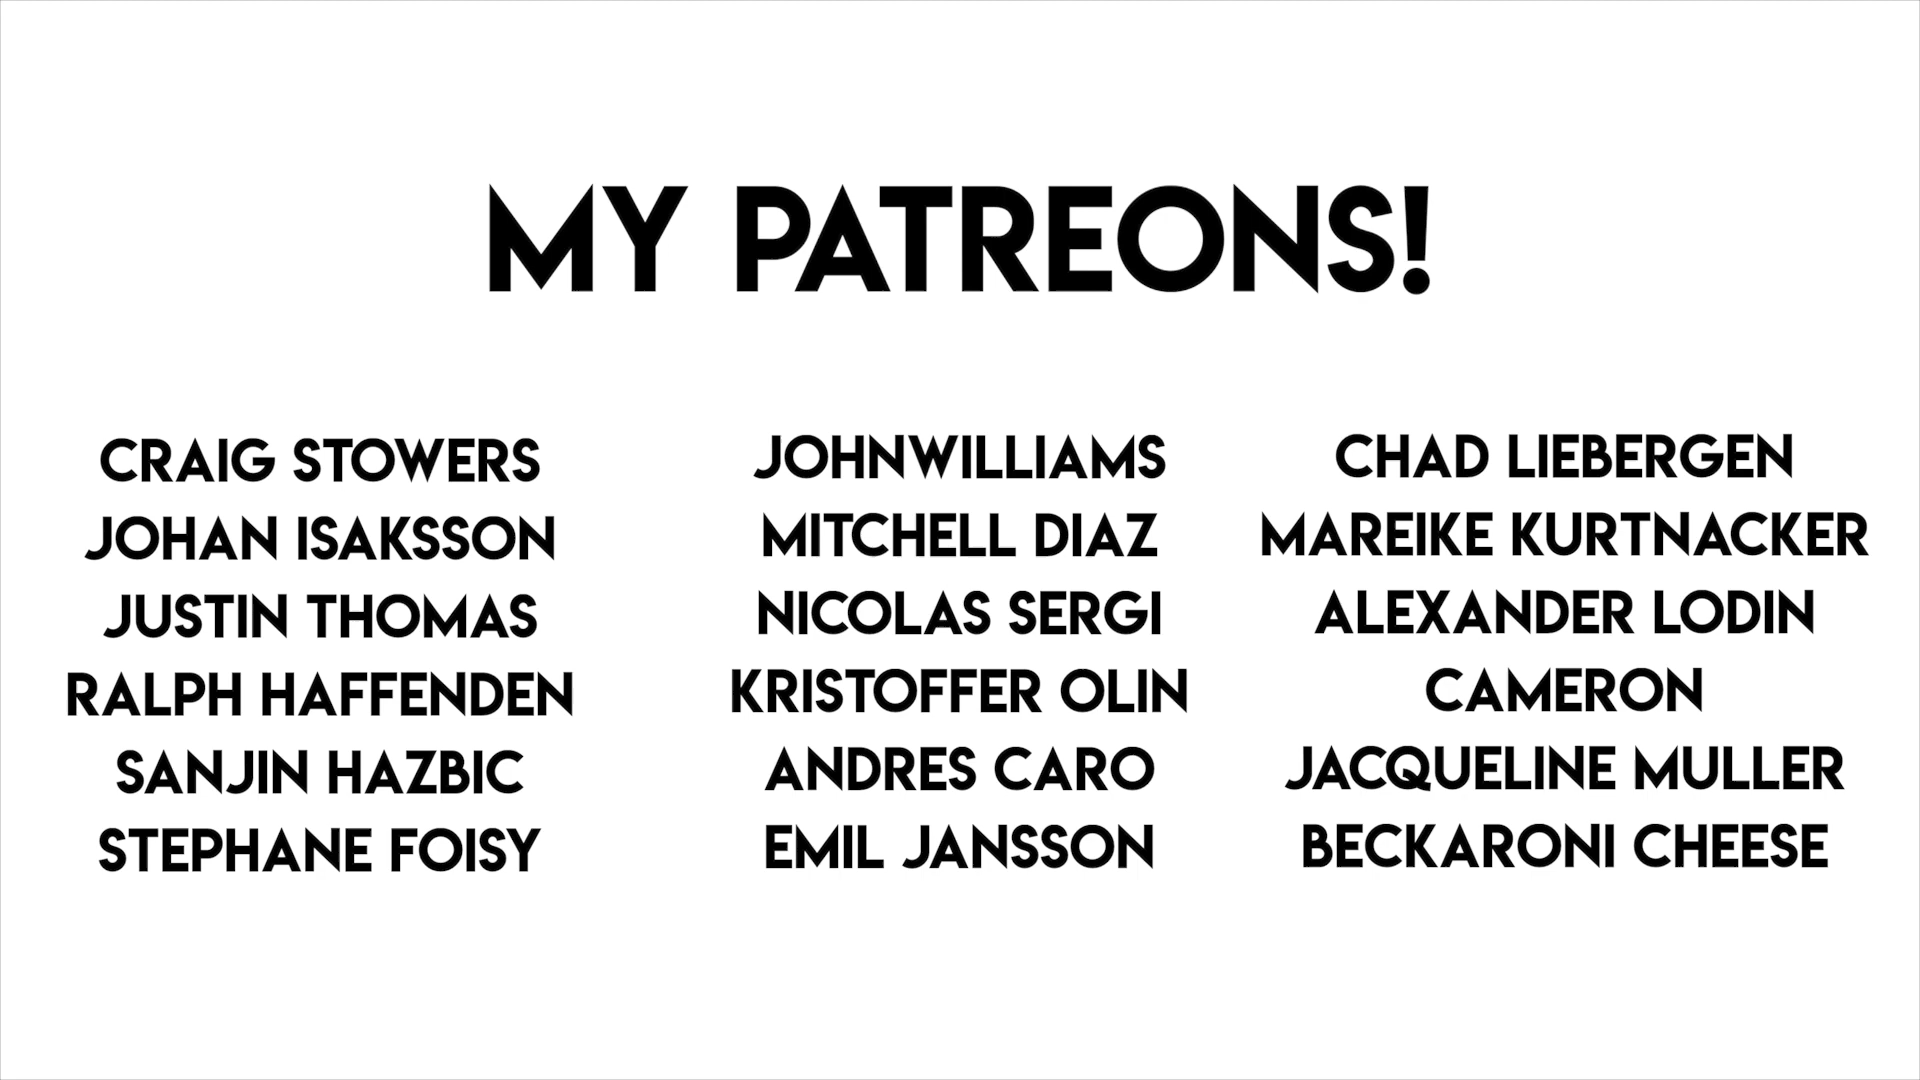 MY PATREONS!
CRAIG STOWERS
JOHAN ISAKSSON
JUSTIN THOMAS
RALPH HAFFENDEN
SANJIN HAZBIC
STEPHANE FOISY
JOHNWILLIAMS
MITCHELL DIAZ
NICOLAS SERGI
KRISTOFFER OLIN
ANDRES CARO
EMIL JANSSON
CHAD LIEBERGEN
MAREIKE KURTNACKER
ALEXANDER LODIN
CAMERON
JACQUELINE MULLER
BECKARONI CHEESE